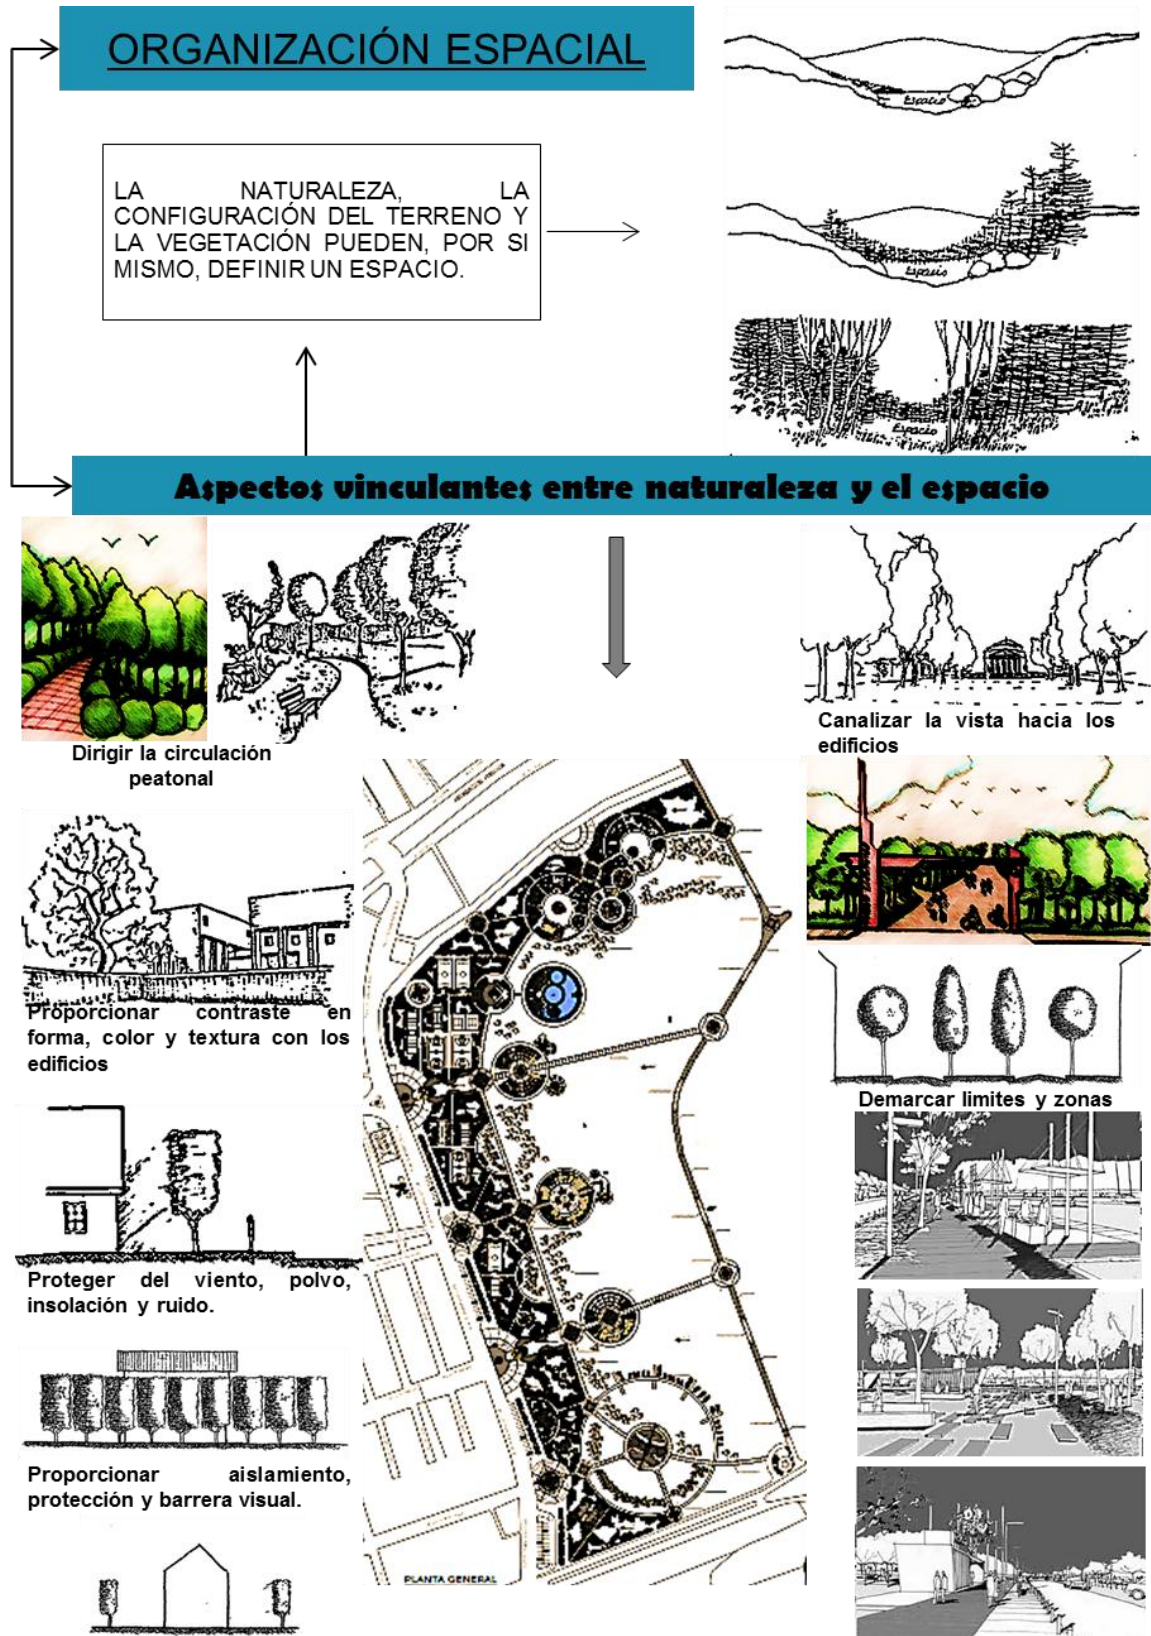 ORGANIZACIÓN ESPACIAL
Espacio
LA NATURALEZA, LA
CONFIGURACIÓN DEL TERRENO Y
LA VEGETACIÓN PUEDEN, POR SI
MISMO, DEFINIR UN ESPACIO.
Espacio
Espacio
Aspectos vinculantes entre naturaleza y el espacio
Dirigir la circulación
peatonal
Canalizar la vista hacia los
edificios
Proporcionar contraste en
forma, color y textura con los
edificios
Demarcar limites y zonas
Proteger del viento, polvo,
insolación y ruido.
Proporcionar aislamiento,
protección y barrera visual.
PLANTA GENERAL